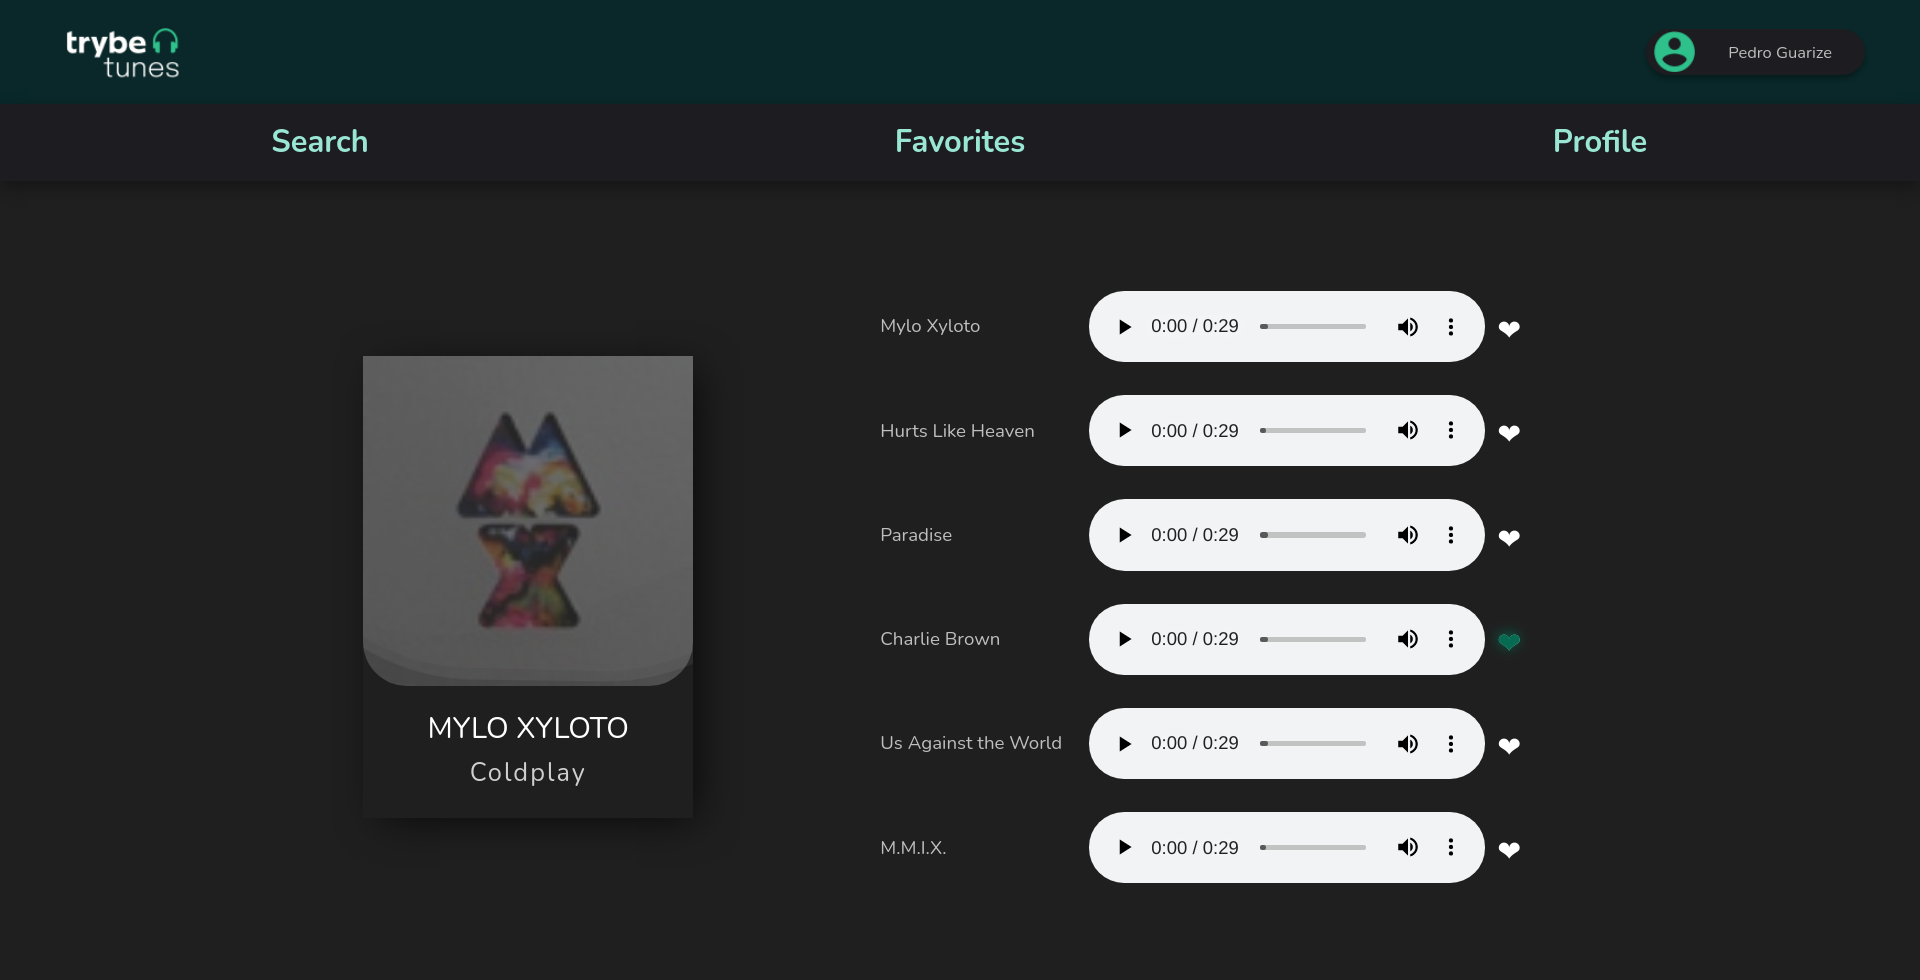 trybe
tunes
Pedro Guarize
Search
Favorites
Profile
MYLO XYLOTO
Coldplay
Mylo Xyloto
0:00 / 0:29
Hurts Like Heaven
0:00 / 0:29
Paradise
0:00 / 0:29
Charlie Brown
0:00 / 0:29
Us Against the World
0:00 / 0:29
M.M.I.X.
0:00 / 0:29